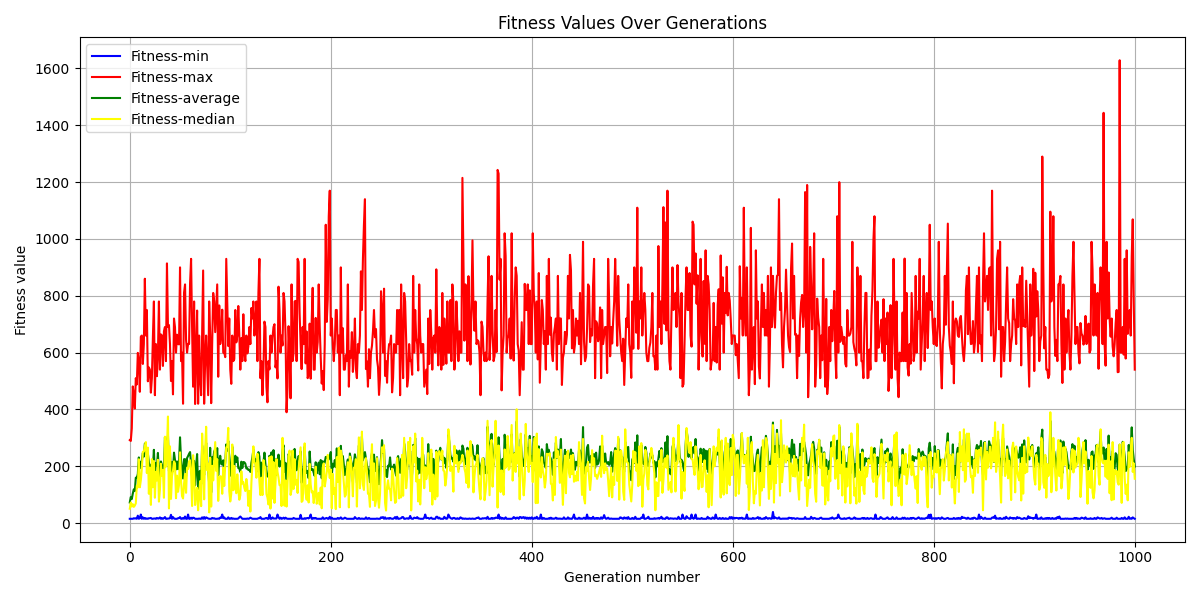 Fitness Values Over Generations
Fitness-min
Fitness-max
Fitness-average
Fitness-median
Fitness value
1600
1400
1200
1000
800
600
400
200
0
0 200 400 600 800 1000
Generation number